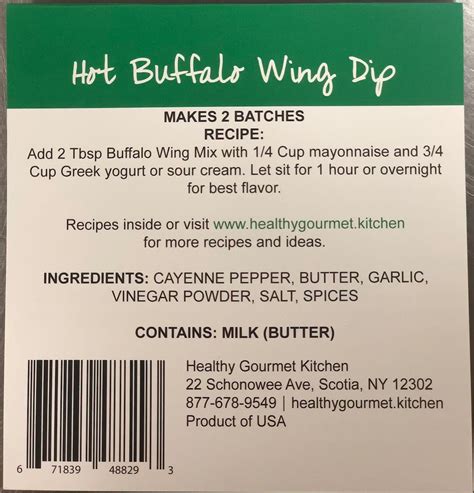 Hot Buffalo Wing Dip
MAKES 2 BATCHES
RECIPE:
Add 2 Tbsp Buffalo Wing Mix with 1/4 Cup mayonnaise and 3/4
Cup Greek yogurt or sour cream. Let sit for 1 hour or overnight
for best flavor.
Recipes inside or visit www.healthygourmet.kitchen
for more recipes and ideas.
INGREDIENTS: CAYENNE PEPPER, BUTTER, GARLIC,
VINEGAR POWDER, SALT, SPICES
CONTAINS: MILK (BUTTER)
Healthy Gourmet Kitchen
22 Schonowee Ave, Scotia, NY 12302
877-678-9549 | healthygourmet.kitchen
Product of USA
6 71839 48829 3